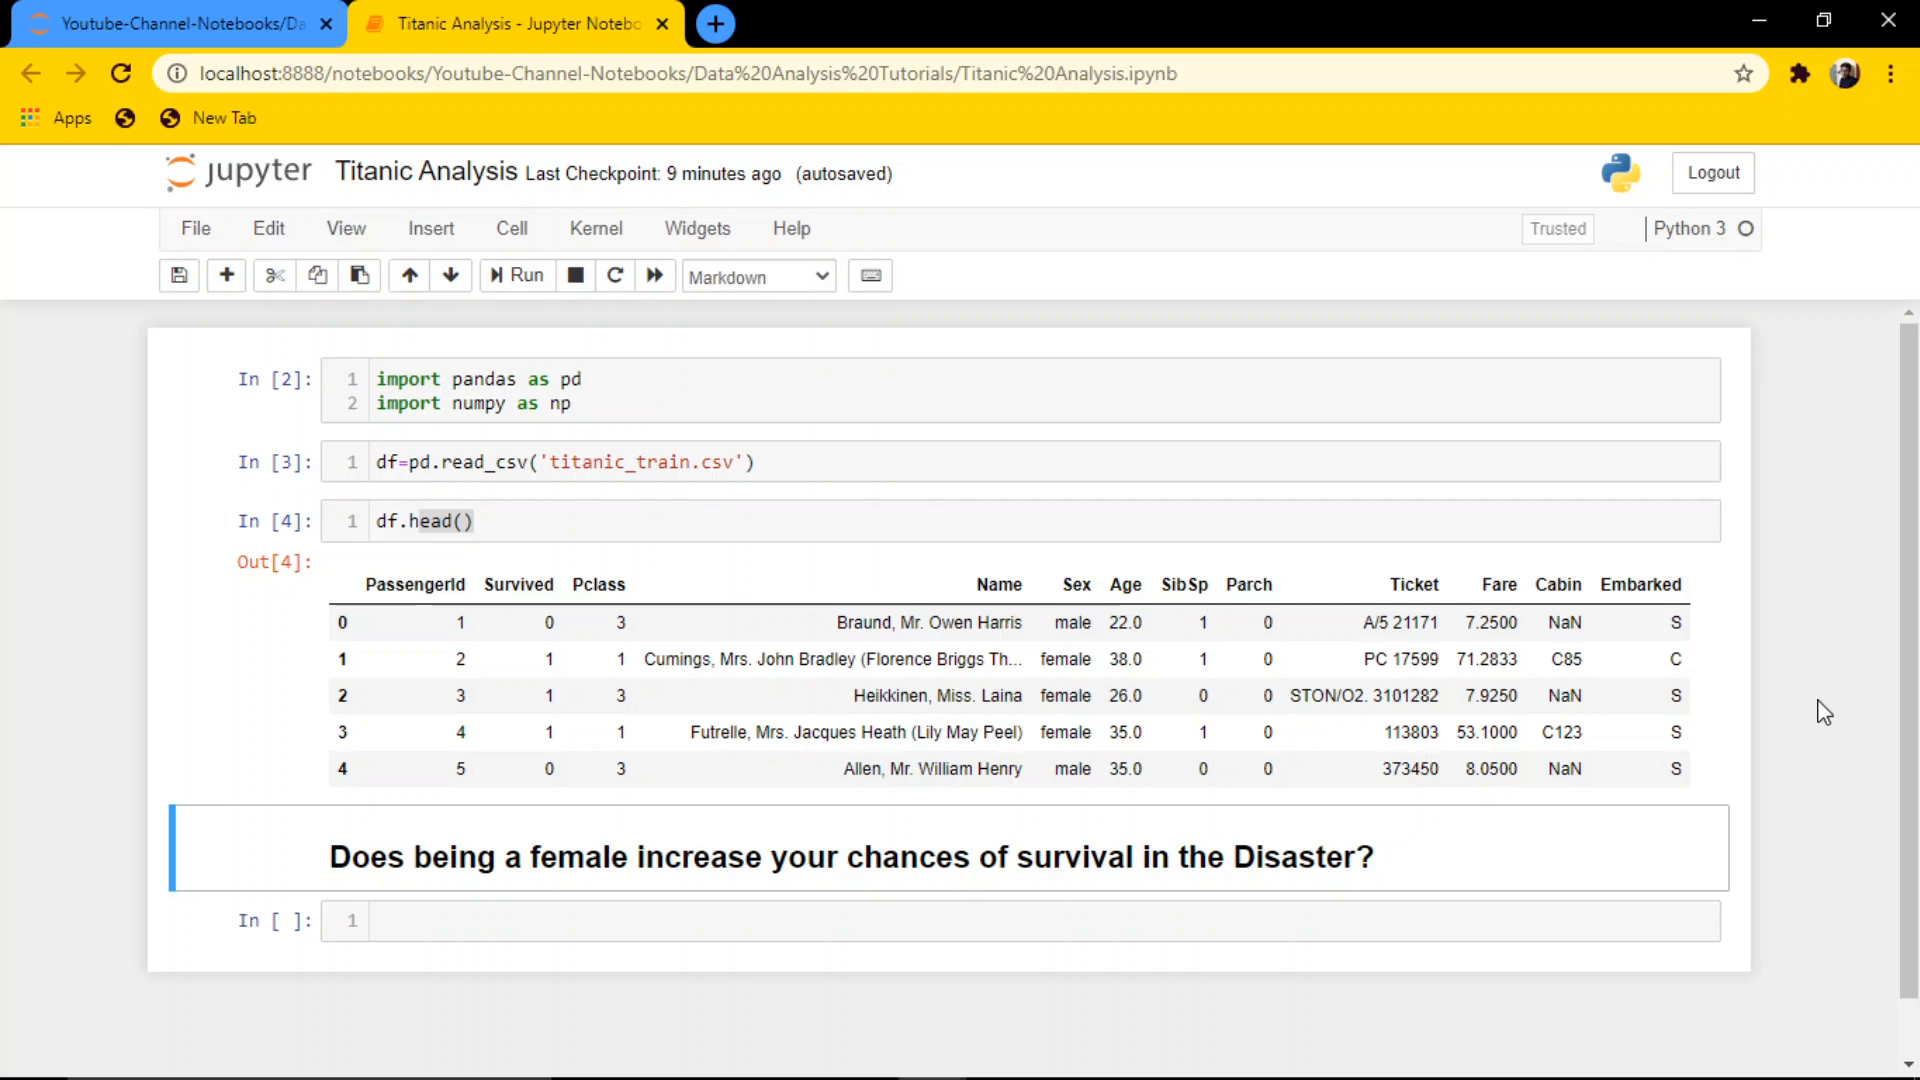 Youtube-Channel-Notebooks/Da
Titanic Analysis - Jupyter Notebo
localhost:8888/notebooks/Youtube-Channel-Notebooks/Data%20Analysis%20Tutorials/Titanic%20Analysis.ipynb
Apps New Tab
jupyter Titanic Analysis Last Checkpoint: 9 minutes ago (autosaved) Logout
File Edit View Insert Cell Kernel Widgets Help Trusted Python 3
Run Markdown
In [2]: 1 import pandas as pd
2 import numpy as np
In [3]: 1 df=pd.read_csv('titanic_train.csv')
In [4]: 1 df.head()
Out[4]:
PassengerId Survived Pclass Name Sex Age SibSp Parch Ticket Fare Cabin Embarked
0 1 0 3 Braund, Mr. Owen Harris male 22.0 1 0 A/5 21171 7.2500 NaN S
1 2 1 1 Cumings, Mrs. John Bradley (Florence Briggs Th... female 38.0 1 0 PC 17599 71.2833 C85 C
2 3 1 3 Heikkinen, Miss. Laina female 26.0 0 0 STON/O2. 3101282 7.9250 NaN S
3 4 1 1 Futrelle, Mrs. Jacques Heath (Lily May Peel) female 35.0 1 0 113803 53.1000 C123 S
4 5 0 3 Allen, Mr. William Henry male 35.0 0 0 373450 8.0500 NaN S
Does being a female increase your chances of survival in the Disaster?
In [ ]: 1